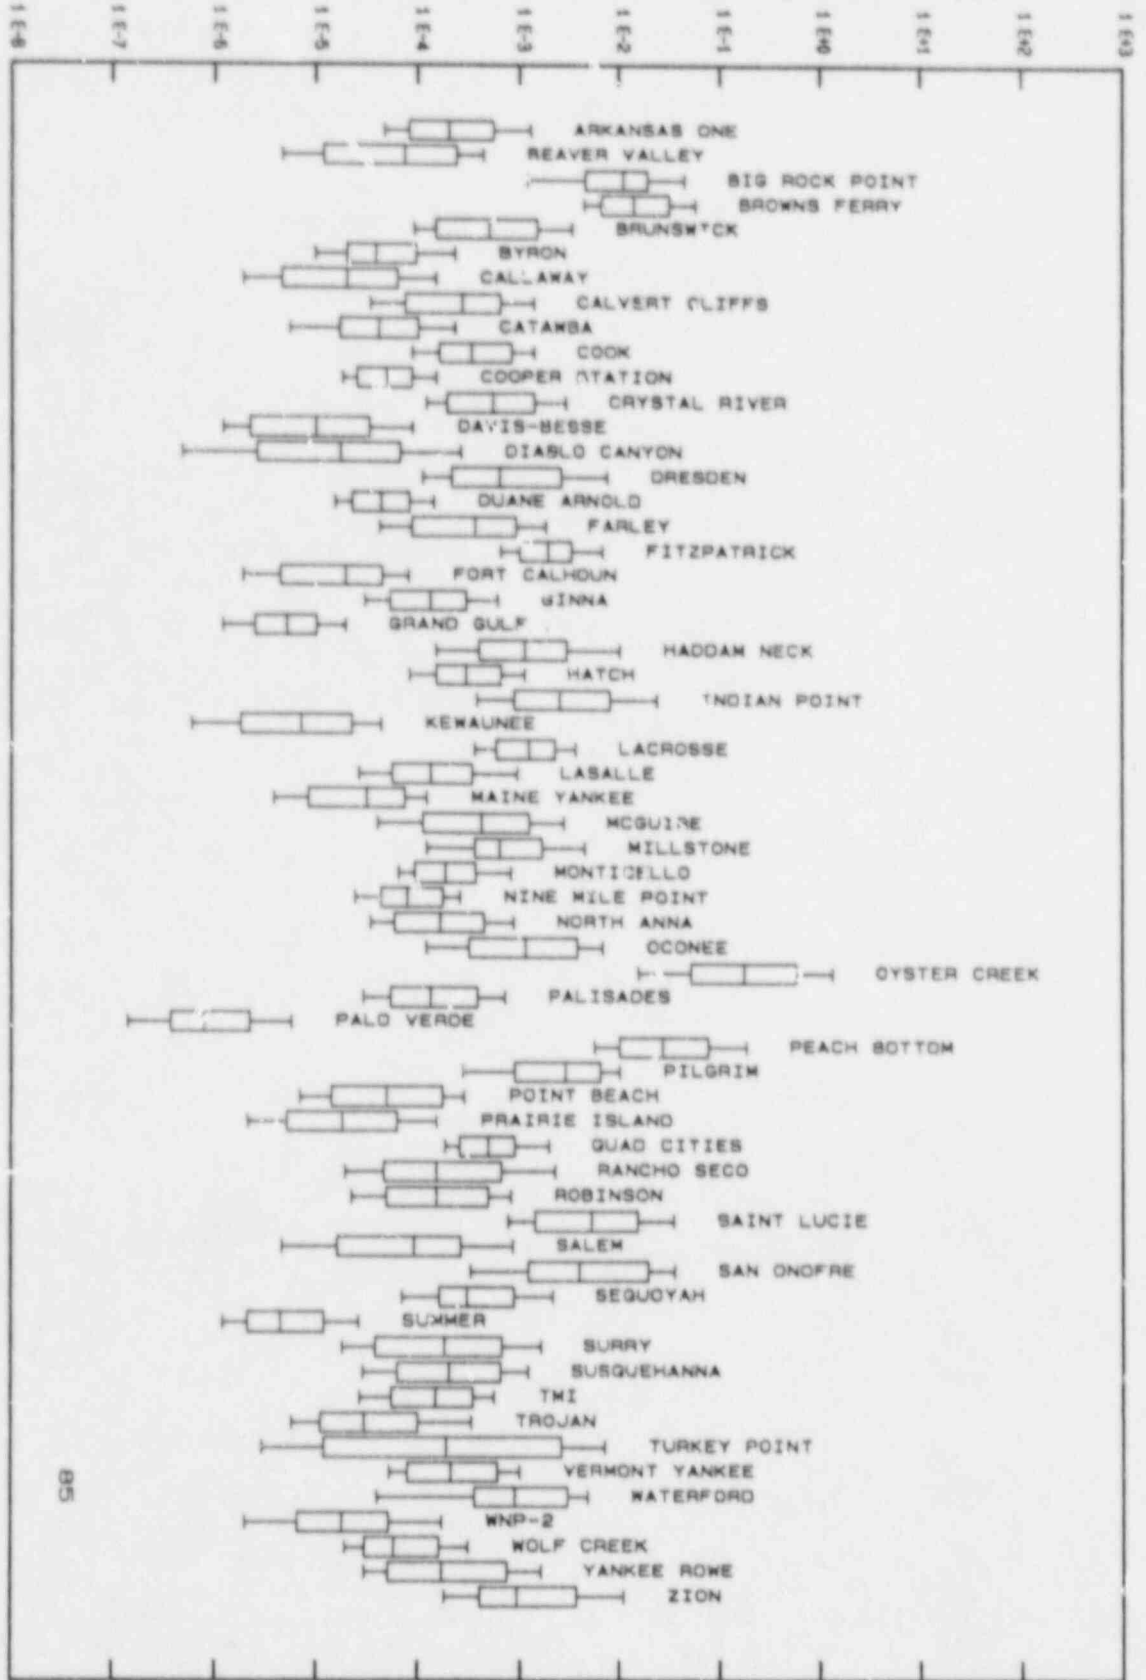 1E-8
1E-7
1E-6
1E-5
1E-4
1E-3
1E-2
1E-1
1E+0
1E+1
1E+2
1E+3
ARKANSAS ONE
BEAVER VALLEY
BIG ROCK POINT
BROWNS FERRY
BRUNSWICK
BYRON
CALLAWAY
CALVERT CLIFFS
CATAWBA
COOK
COOPER STATION
CRYSTAL RIVER
DAVIS-BESSE
DIABLO CANYON
DRESDEN
DUANE ARNOLD
FARLEY
FITZPATRICK
FORT CALHOUN
GINNA
GRAND GULF
HADDAM NECK
HATCH
INDIAN POINT
KEWAUNEE
LACROSSE
LASALLE
MAINE YANKEE
MCGUIRE
MILLSTONE
MONTICELLO
NINE MILE POINT
NORTH ANNA
OCONEE
OYSTER CREEK
PALISADES
PALO VERDE
PEACH BOTTOM
PILGRIM
POINT BEACH
PRAIRIE ISLAND
QUAD CITIES
RANCHO SECO
ROBINSON
SAINT LUCIE
SALEM
SAN ONOFRE
SEQUOYAH
SUMMER
SURRY
SUSQUEHANNA
TMI
TROJAN
TURKEY POINT
VERMONT YANKEE
WATERFORD
WNP-2
WOLF CREEK
YANKEE ROWE
ZION
85